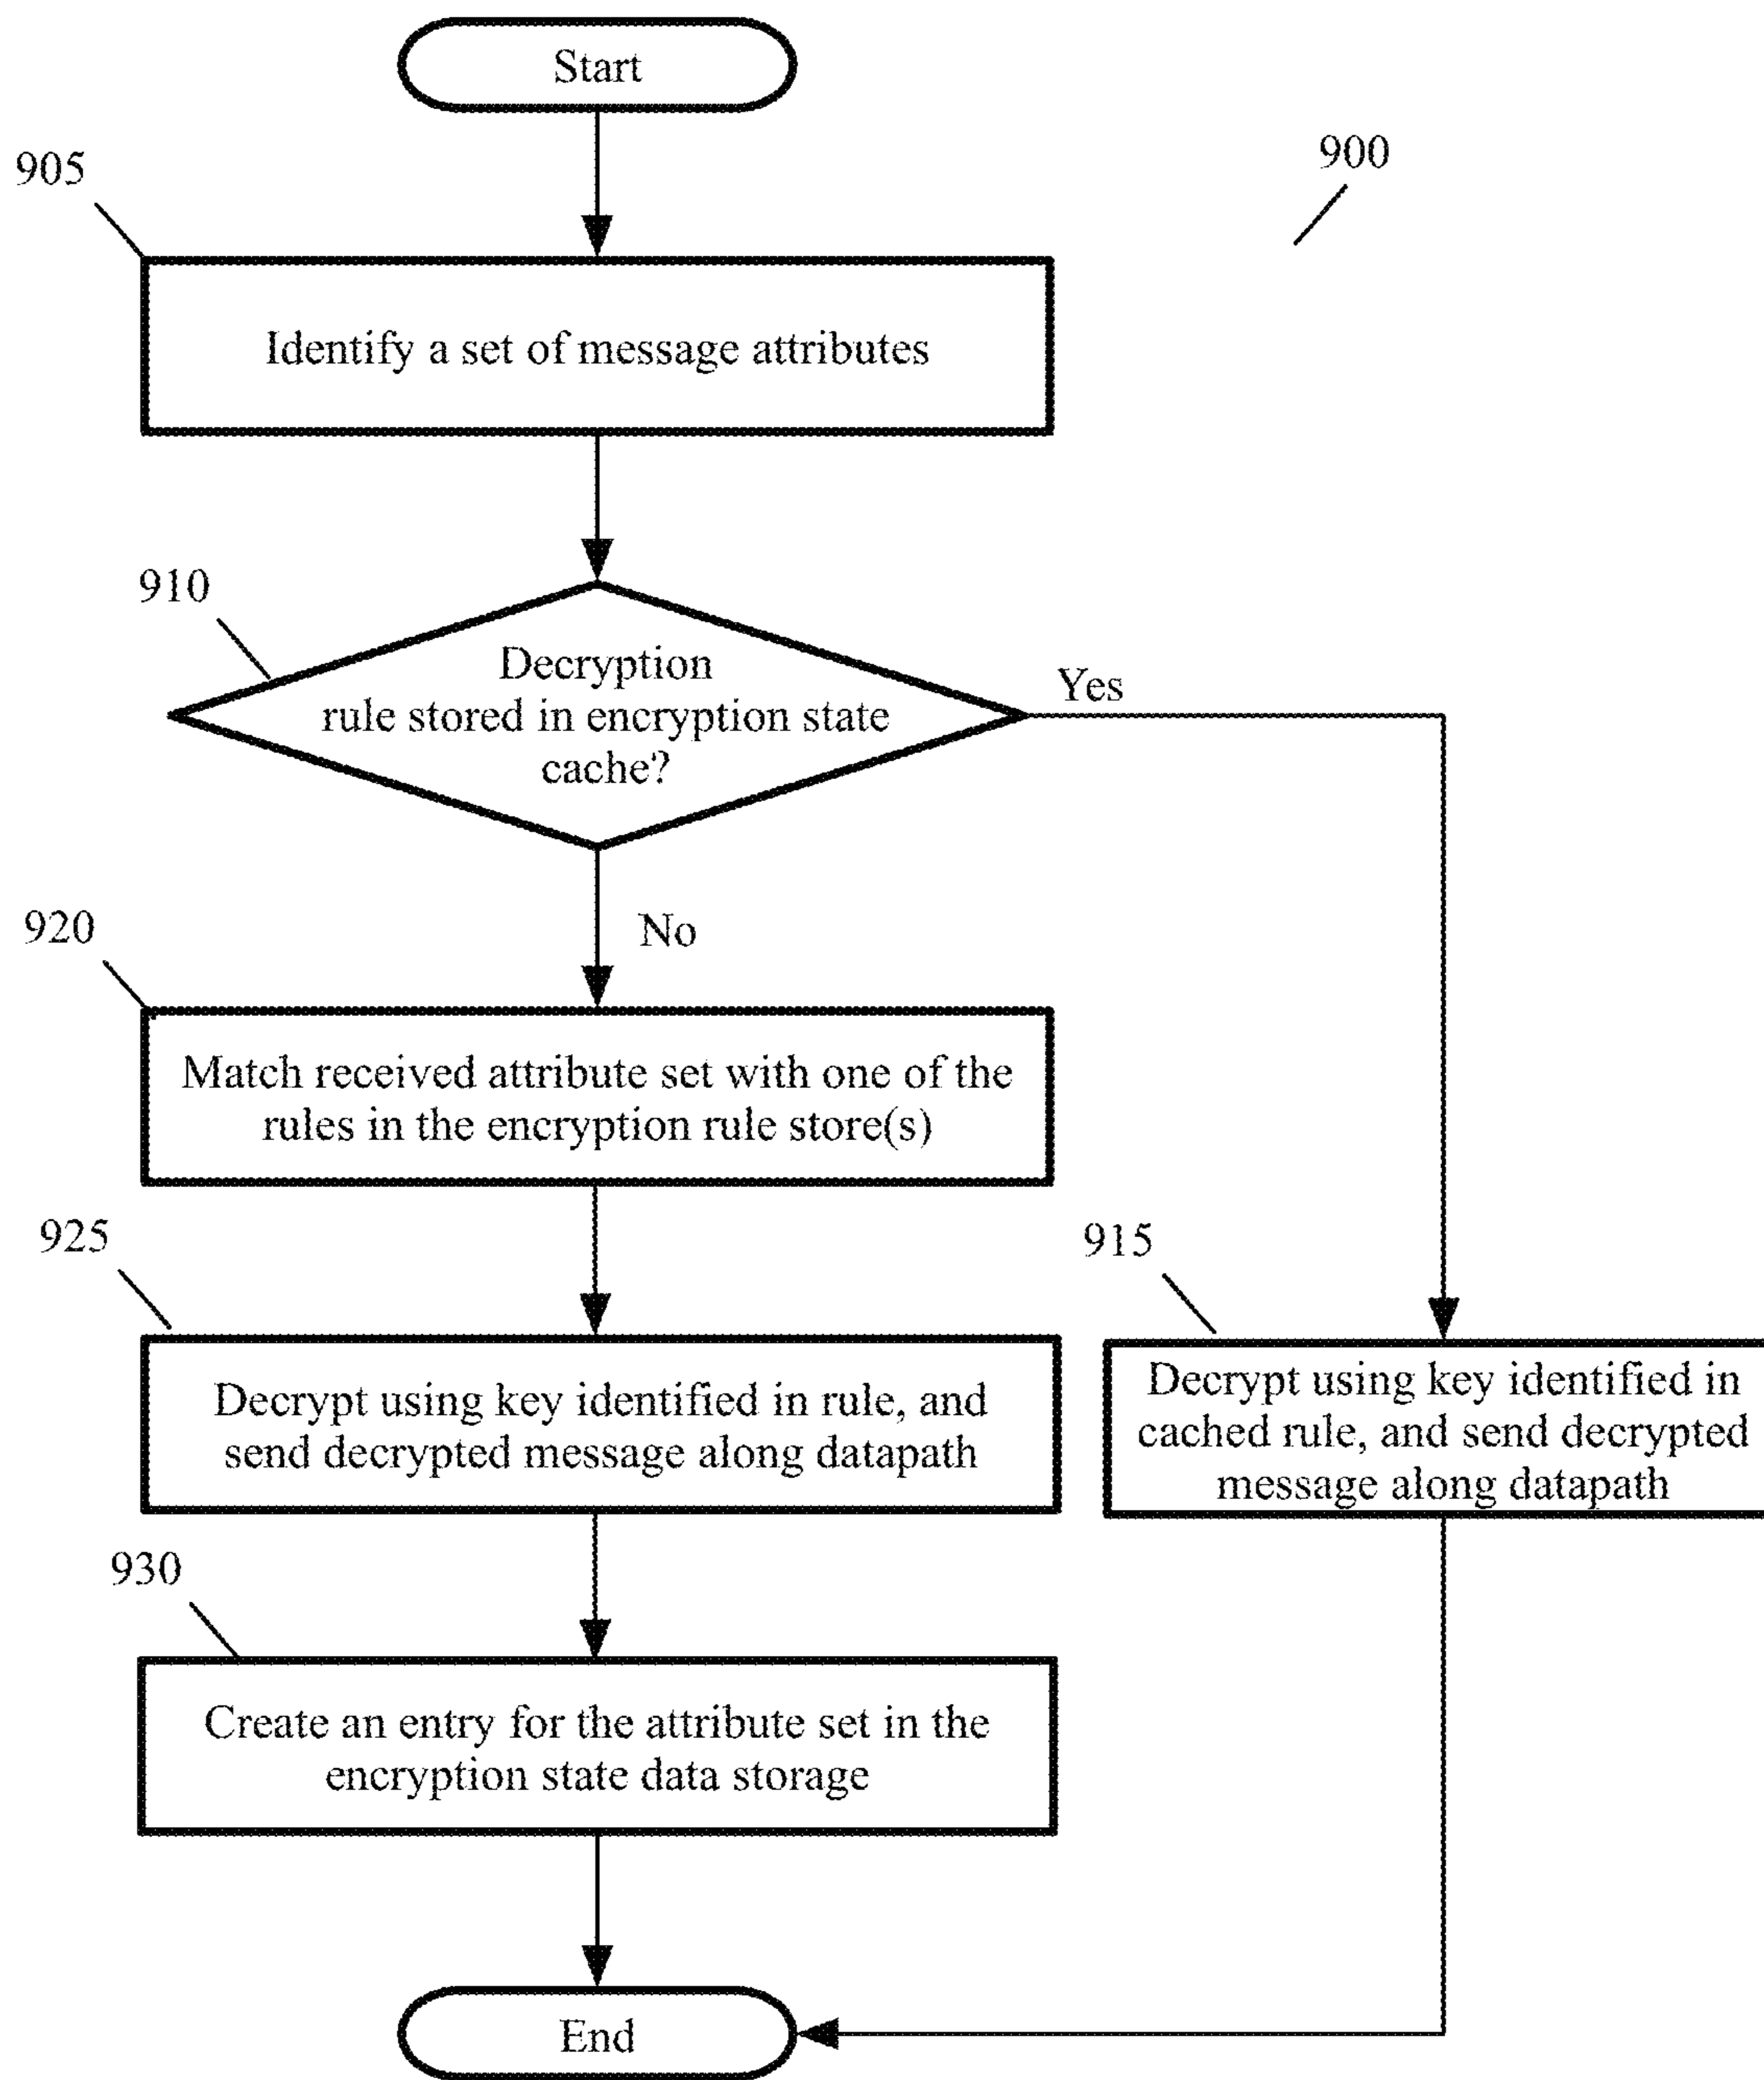 Start
900
905
Identify a set of message attributes
910
Decryption
rule stored in encryption state
cache?
Yes
No
920
Match received attribute set with one of the
rules in the encryption rule store(s)
925
Decrypt using key identified in rule, and
send decrypted message along datapath
915
Decrypt using key identified in
cached rule, and send decrypted
message along datapath
930
Create an entry for the attribute set in the
encryption state data storage
End